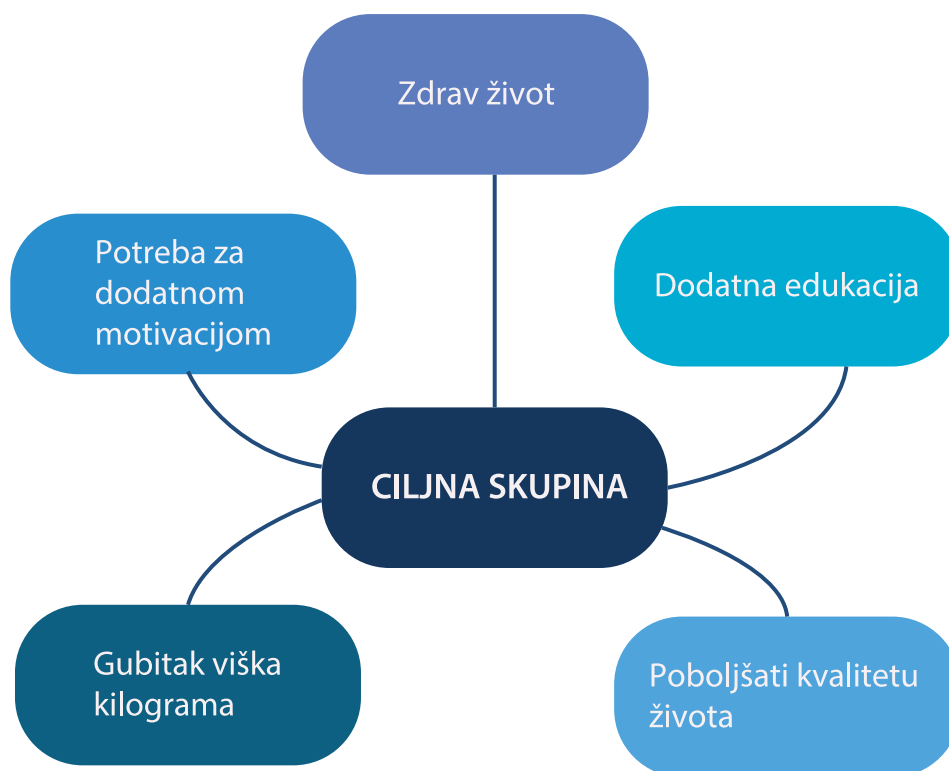 Zdrav život
Potreba za
dodatnom
motivacijom
Dodatna edukacija
CILJNA SKUPINA
Gubitak viška
kilograma
Poboljšati kvalitetu
života